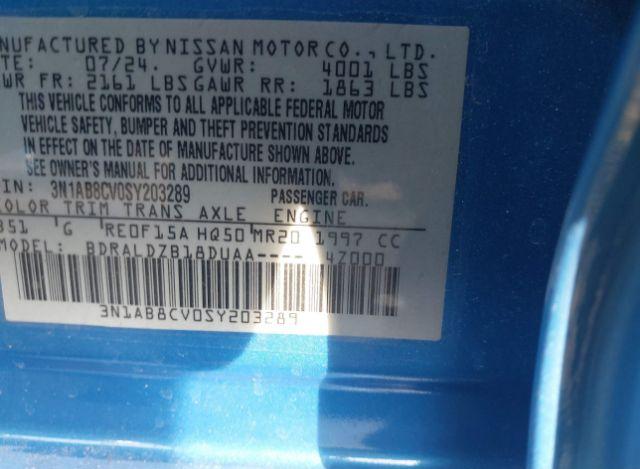 NUFACTURED BY NISSAN MOTOR CO., LTD.
TE: 07/24. GVWR: 4001 LBS
WR FR: 2161 LBS GAWR RR: 1863 LBS
THIS VEHICLE CONFORMS TO ALL APPLICABLE FEDERAL MOTOR
VEHICLE SAFETY, BUMPER AND THEFT PREVENTION STANDARDS
IN EFFECT ON THE DATE OF MANUFACTURE SHOWN ABOVE.
SEE OWNER'S MANUAL FOR ADDITIONAL INFORMATION.
IN: 3N1AB8CV0SY203289 PASSENGER CAR.
OLOR TRIM TRANS AXLE ENGINE
B51 G RE0F15A HQ50 MR20 1997 CC
MODEL: BDRALDZB18DUAA---- 47000
3N1AB8CV0SY203289